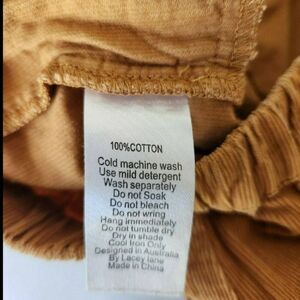 100%COTTON
Cold machine wash
Use mild detergent
Wash separately
Do not Soak
Do not bleach
Do not wring
Hang immediately
Do not tumble dry
Dry in shade
Cool Iron Only
Designed in Australia
By Lacey lane
Made in China